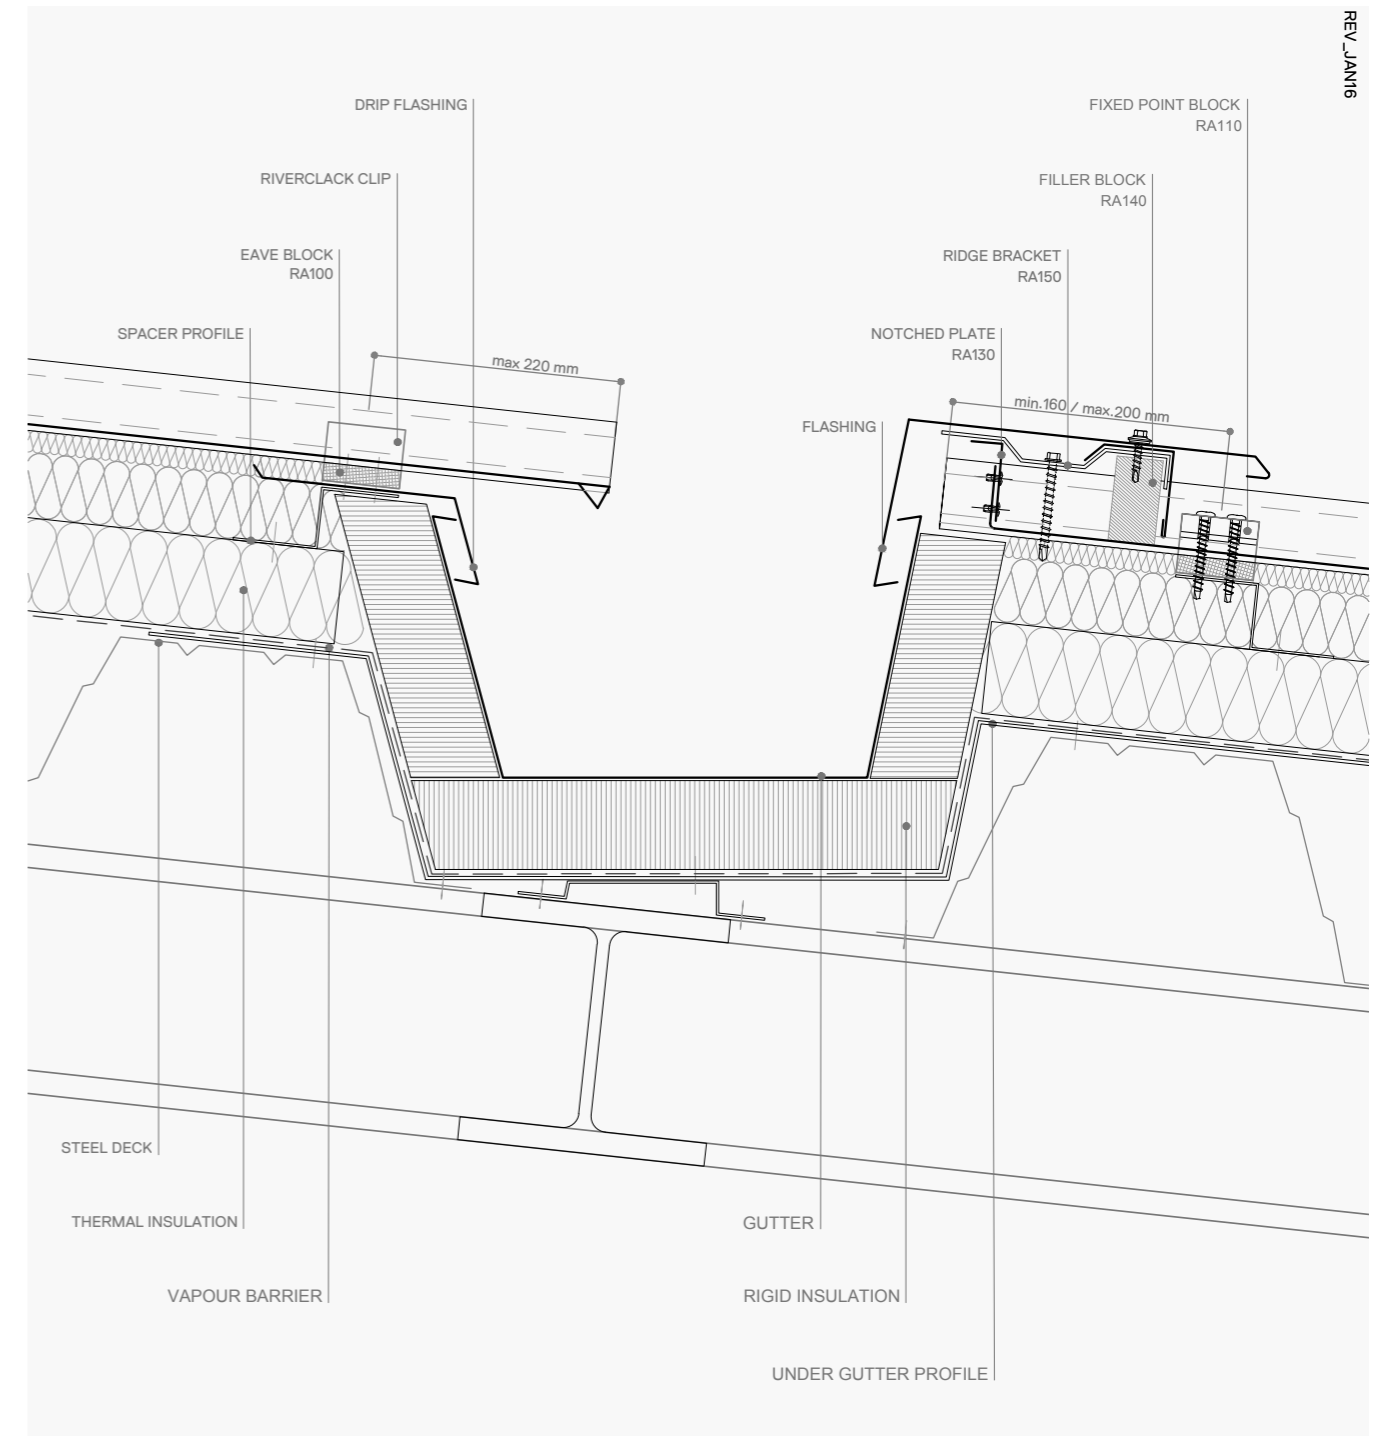 REV_JAN16
DRIP FLASHING
FIXED POINT BLOCK
RA110
RIVERCLACK CLIP
FILLER BLOCK
RA140
EAVE BLOCK
RA100
RIDGE BRACKET
RA150
SPACER PROFILE
NOTCHED PLATE
RA130
max 220 mm
min.160 / max.200 mm
FLASHING
STEEL DECK
THERMAL INSULATION
GUTTER
VAPOUR BARRIER
RIGID INSULATION
UNDER GUTTER PROFILE